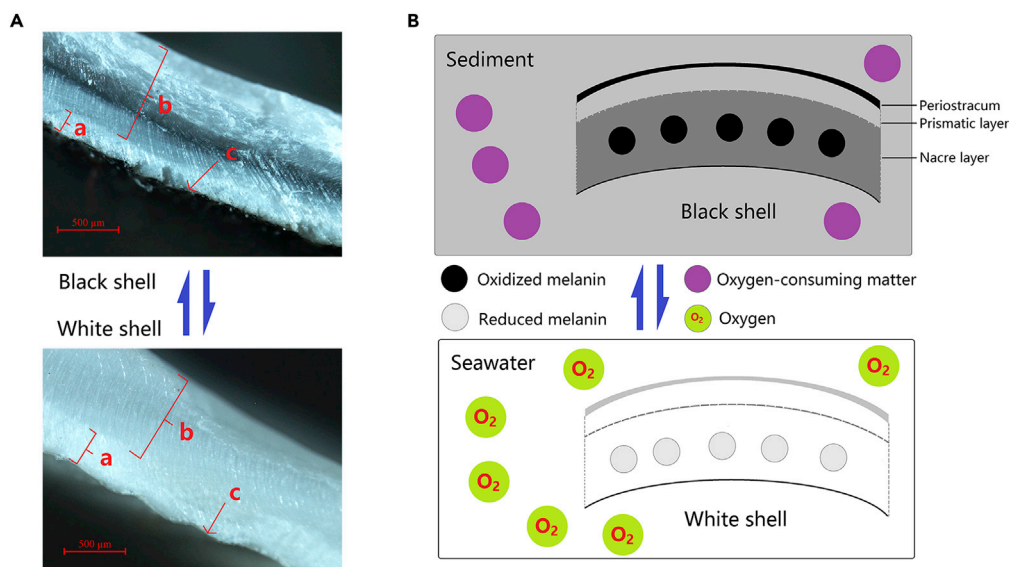 A
b
a
c
500 μm
Black shell
White shell
b
a
c
500 μm
B
Sediment
Periostracum
Prismatic layer
Nacre layer
Black shell
Oxidized melanin
Oxygen-consuming matter
Reduced melanin
O₂ Oxygen
Seawater
O₂
O₂
O₂
O₂
O₂
O₂
White shell